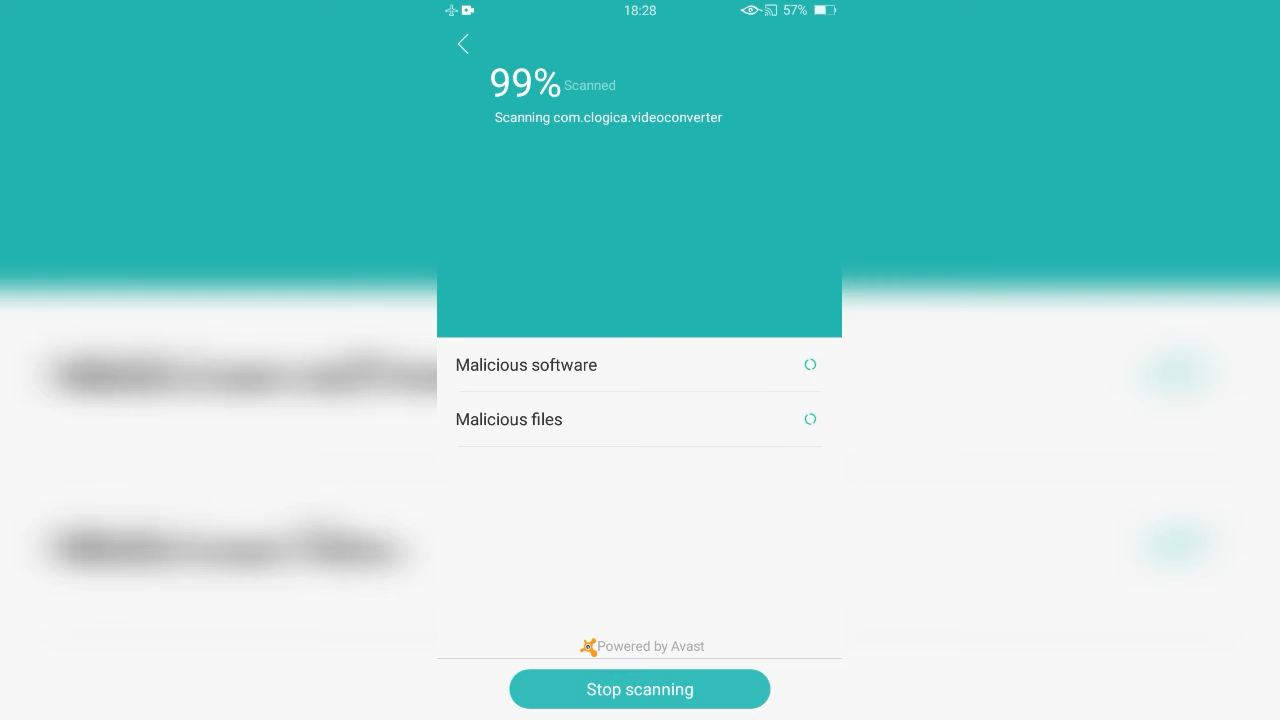 18:28
57%
99% Scanned
Scanning com.clogica.videoconverter
Malicious software
Malicious files
Powered by Avast
Stop scanning